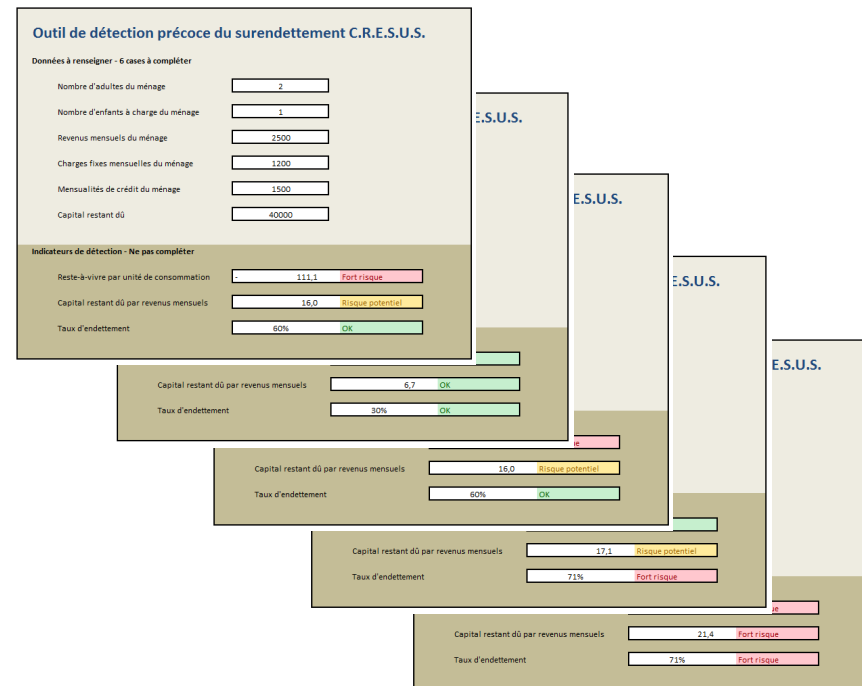 Outil de détection précoce du surendettement C.R.E.S.U.S.
Données à renseigner - 6 cases à compléter
Nombre d'adultes du ménage 2
Nombre d'enfants à charge du ménage 1
Revenus mensuels du ménage 2500
Charges fixes mensuelles du ménage 1200
Mensualités de crédit du ménage 1500
Capital restant dû 40000
Indicateurs de détection - Ne pas compléter
Reste-à-vivre par unité de consommation - 111,1 Fort risque
Capital restant dû par revenus mensuels 16,0 Risque potentiel
Taux d'endettement 60% OK
E.S.U.S.
Capital restant dû par revenus mensuels 6,7 OK
Taux d'endettement 30% OK
E.S.U.S.
Capital restant dû par revenus mensuels 16,0 Risque potentiel
Taux d'endettement 60% OK
E.S.U.S.
Capital restant dû par revenus mensuels 17,1 Risque potentiel
Taux d'endettement 71% Fort risque
E.S.U.S.
Capital restant dû par revenus mensuels 21,4 Fort risque
Taux d'endettement 71% Fort risque